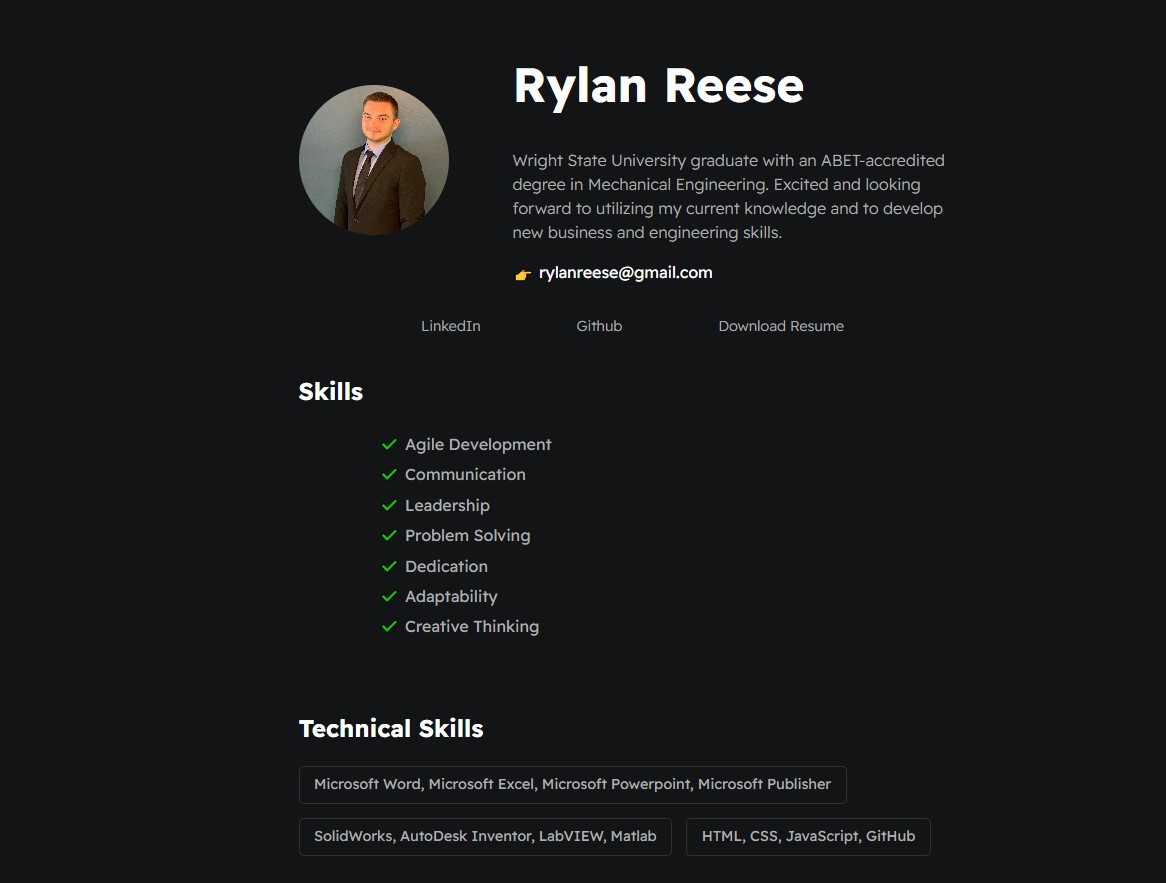 Rylan Reese
Wright State University graduate with an ABET-accredited
degree in Mechanical Engineering. Excited and looking
forward to utilizing my current knowledge and to develop
new business and engineering skills.
👉 rylanreese@gmail.com
LinkedIn Github Download Resume
Skills
Agile Development
Communication
Leadership
Problem Solving
Dedication
Adaptability
Creative Thinking
Technical Skills
Microsoft Word, Microsoft Excel, Microsoft Powerpoint, Microsoft Publisher
SolidWorks, AutoDesk Inventor, LabVIEW, Matlab HTML, CSS, JavaScript, GitHub